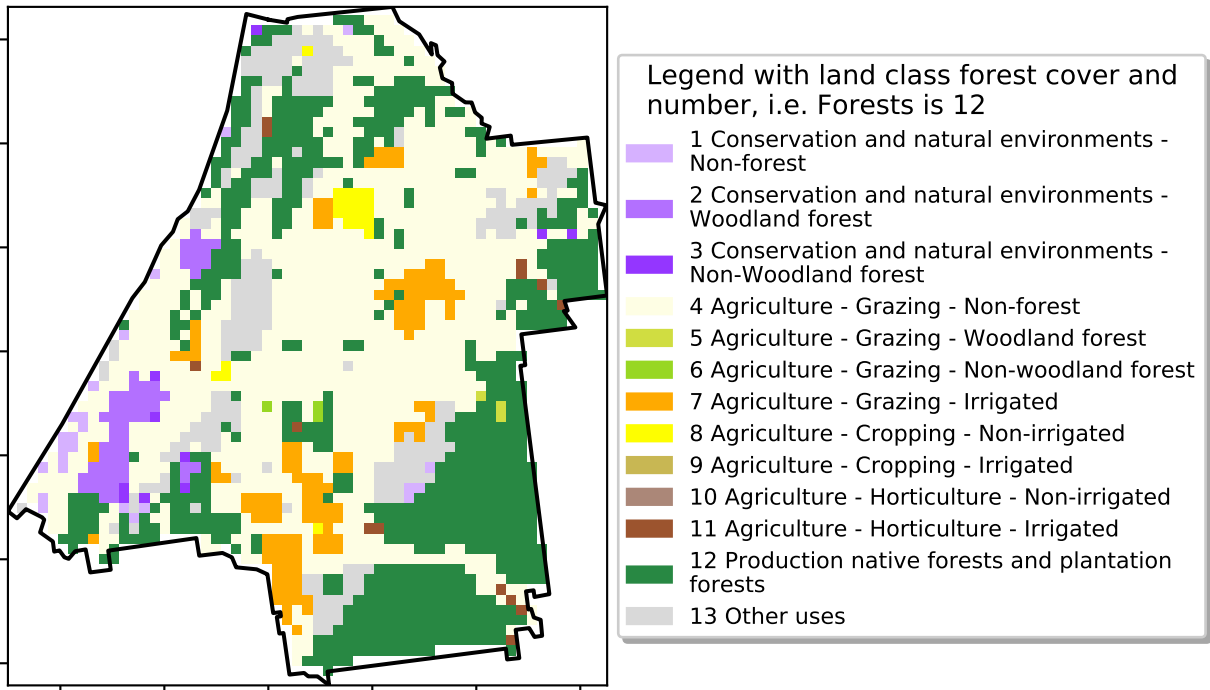 Legend with land class forest cover and
number, i.e. Forests is 12
1 Conservation and natural environments -
Non-forest
2 Conservation and natural environments -
Woodland forest
3 Conservation and natural environments -
Non-Woodland forest
4 Agriculture - Grazing - Non-forest
5 Agriculture - Grazing - Woodland forest
6 Agriculture - Grazing - Non-woodland forest
7 Agriculture - Grazing - Irrigated
8 Agriculture - Cropping - Non-irrigated
9 Agriculture - Cropping - Irrigated
10 Agriculture - Horticulture - Non-irrigated
11 Agriculture - Horticulture - Irrigated
12 Production native forests and plantation
forests
13 Other uses